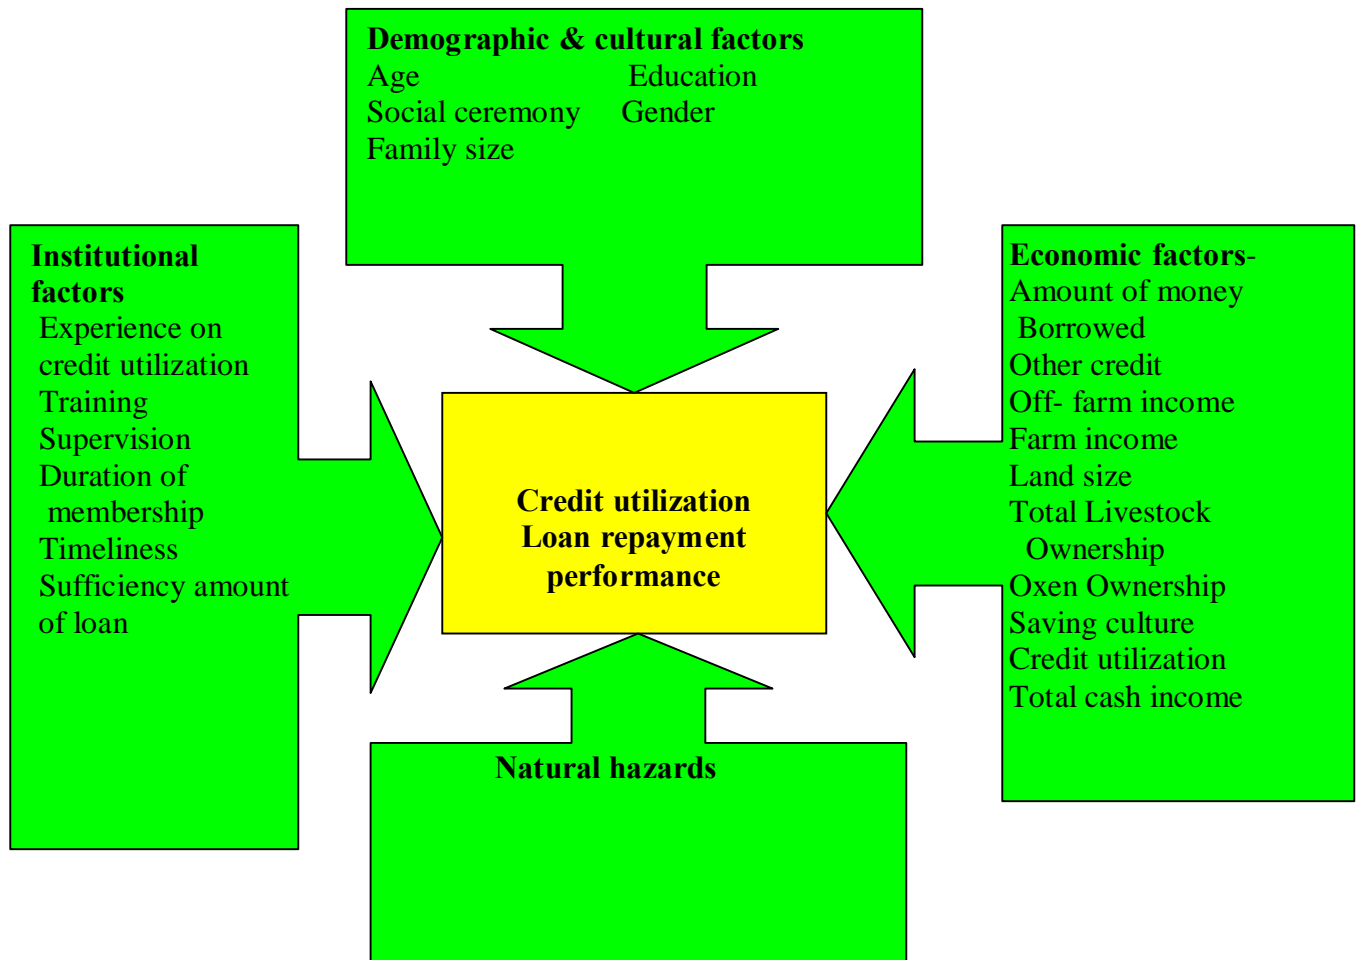 Demographic & cultural factors
Age Education
Social ceremony Gender
Family size
Institutional
factors
Experience on
credit utilization
Training
Supervision
Duration of
membership
Timeliness
Sufficiency amount
of loan
Credit utilization
Loan repayment
performance
Economic factors-
Amount of money
Borrowed
Other credit
Off- farm income
Farm income
Land size
Total Livestock
Ownership
Oxen Ownership
Saving culture
Credit utilization
Total cash income
Natural hazards